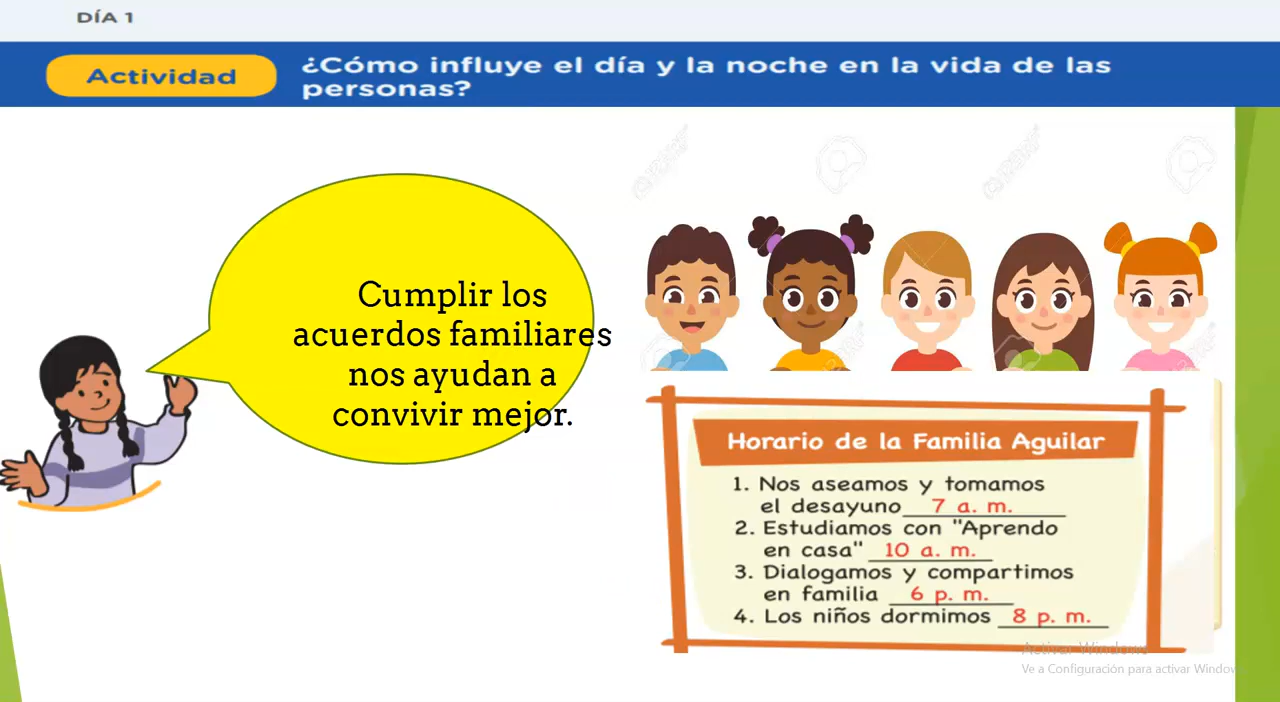 DÍA 1
Actividad
¿Cómo influye el día y la noche en la vida de las
personas?
Cumplir los
acuerdos familiares
nos ayudan a
convivir mejor.
Horario de la Familia Aguilar
1. Nos aseamos y tomamos
el desayuno 7 a. m.
2. Estudiamos con "Aprendo
en casa" 10 a. m.
3. Dialogamos y compartimos
en familia 6 p. m.
4. Los niños dormimos 8 p. m.
Activar Windows
Ve a Configuración para activar Window